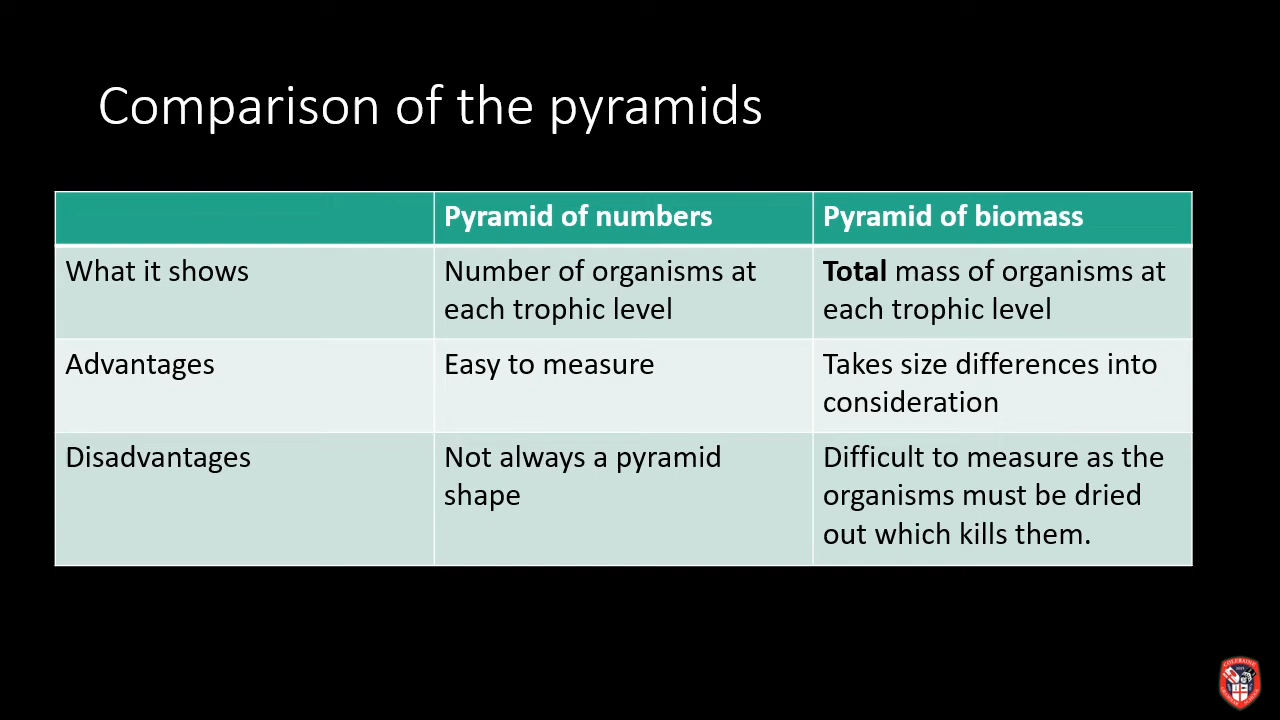 Comparison of the pyramids
Pyramid of numbers
Pyramid of biomass
What it shows
Number of organisms at
each trophic level
Total mass of organisms at
each trophic level
Advantages
Easy to measure
Takes size differences into
consideration
Disadvantages
Not always a pyramid
shape
Difficult to measure as the
organisms must be dried
out which kills them.
COLERAINE